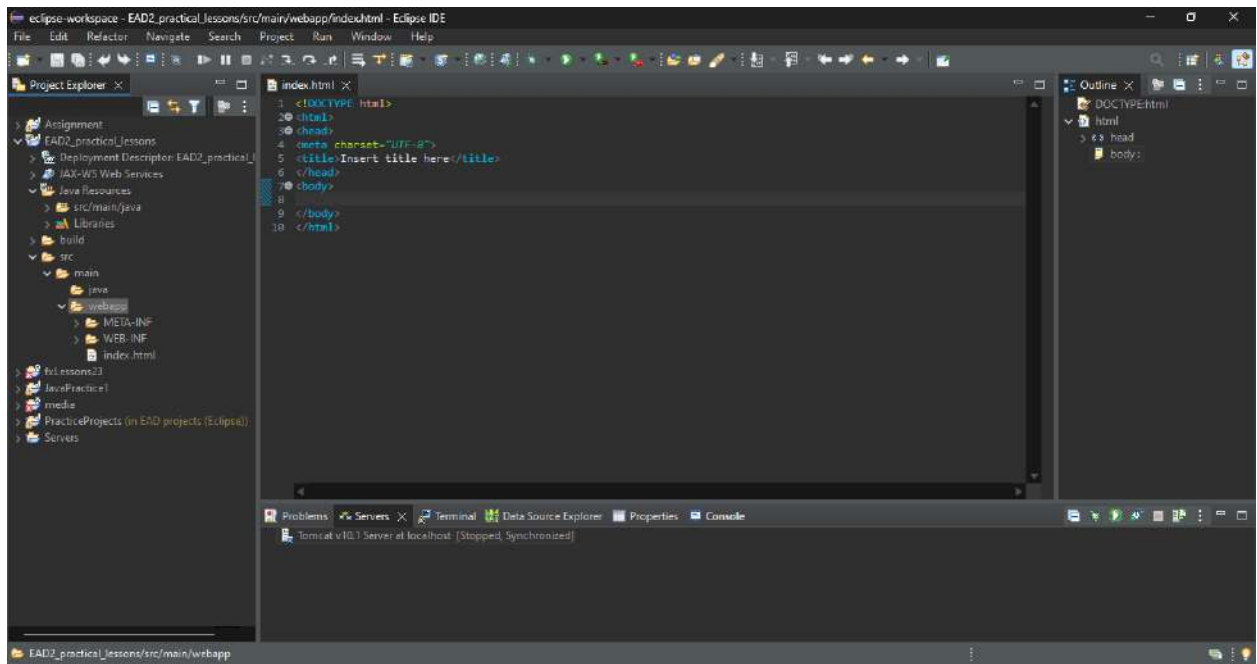 eclipse-workspace - EAD2_practical_lessons/src/main/webapp/index.html - Eclipse IDE
File Edit Refactor Navigate Search Project Run Window Help
Project Explorer
Assignment
EAD2_practical_lessons
Deployment Descriptor: EAD2_practical_l
JAX-WS Web Services
Java Resources
src/main/java
Libraries
build
src
main
java
webapp
META-INF
WEB-INF
index.html
fxLessons23
JavaPractice1
media
PracticeProjects (in EAD projects (Eclipse))
Servers
index.html
1 <!DOCTYPE html>
2 <html>
3 <head>
4 <meta charset="UTF-8">
5 <title>Insert title here</title>
6 </head>
7 <body>
8
9 </body>
10 </html>
Outline
DOCTYPE:html
html
head
body :
Problems Servers Terminal Data Source Explorer Properties Console
Tomcat v10.1 Server at localhost [Stopped, Synchronized]
EAD2_practical_lessons/src/main/webapp